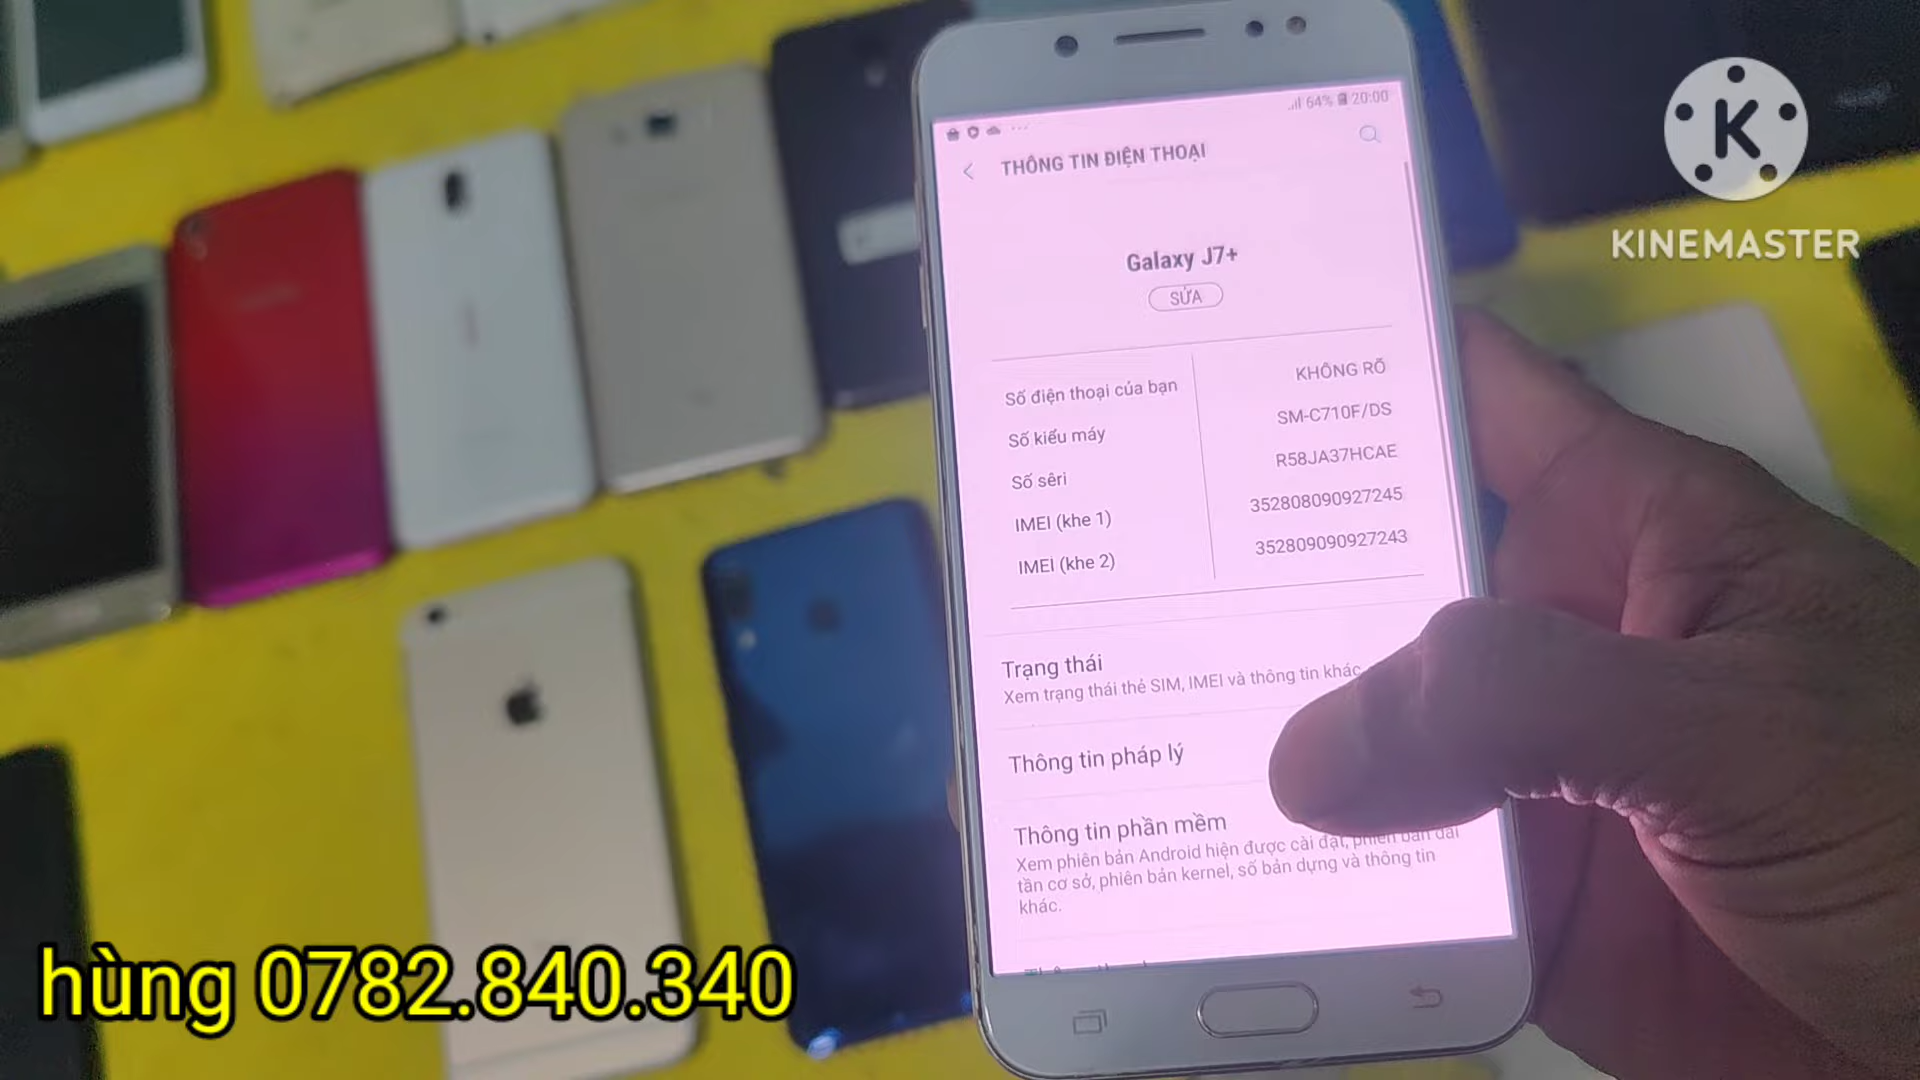 64% 20:00
THÔNG TIN ĐIỆN THOẠI
Galaxy J7+
SỬA
Số điện thoại của bạn KHÔNG RÕ
Số kiểu máy SM-C710F/DS
Số sêri R58JA37HCAE
IMEI (khe 1) 352808090927245
IMEI (khe 2) 352809090927243
Trạng thái
Xem trạng thái thẻ SIM, IMEI và thông tin khác
Thông tin pháp lý
Thông tin phần mềm
Xem phiên bản Android hiện được cài đặt, phiên bản dải
tần cơ sở, phiên bản kernel, số bản dựng và thông tin
khác.
K
KINEMASTER
hùng 0782.840.340